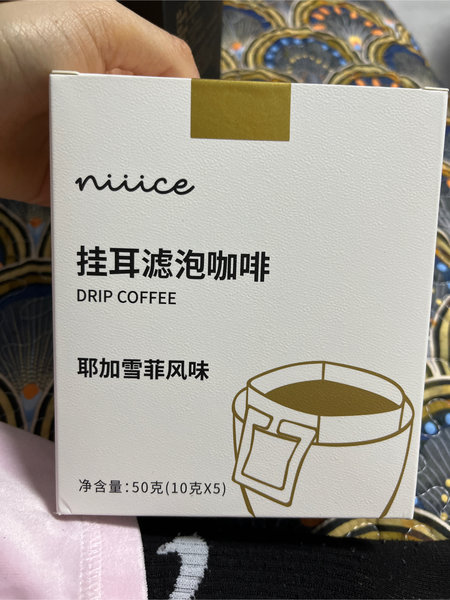 niiice
挂耳滤泡咖啡
DRIP COFFEE
耶加雪菲风味
净含量:50克(10克X5)